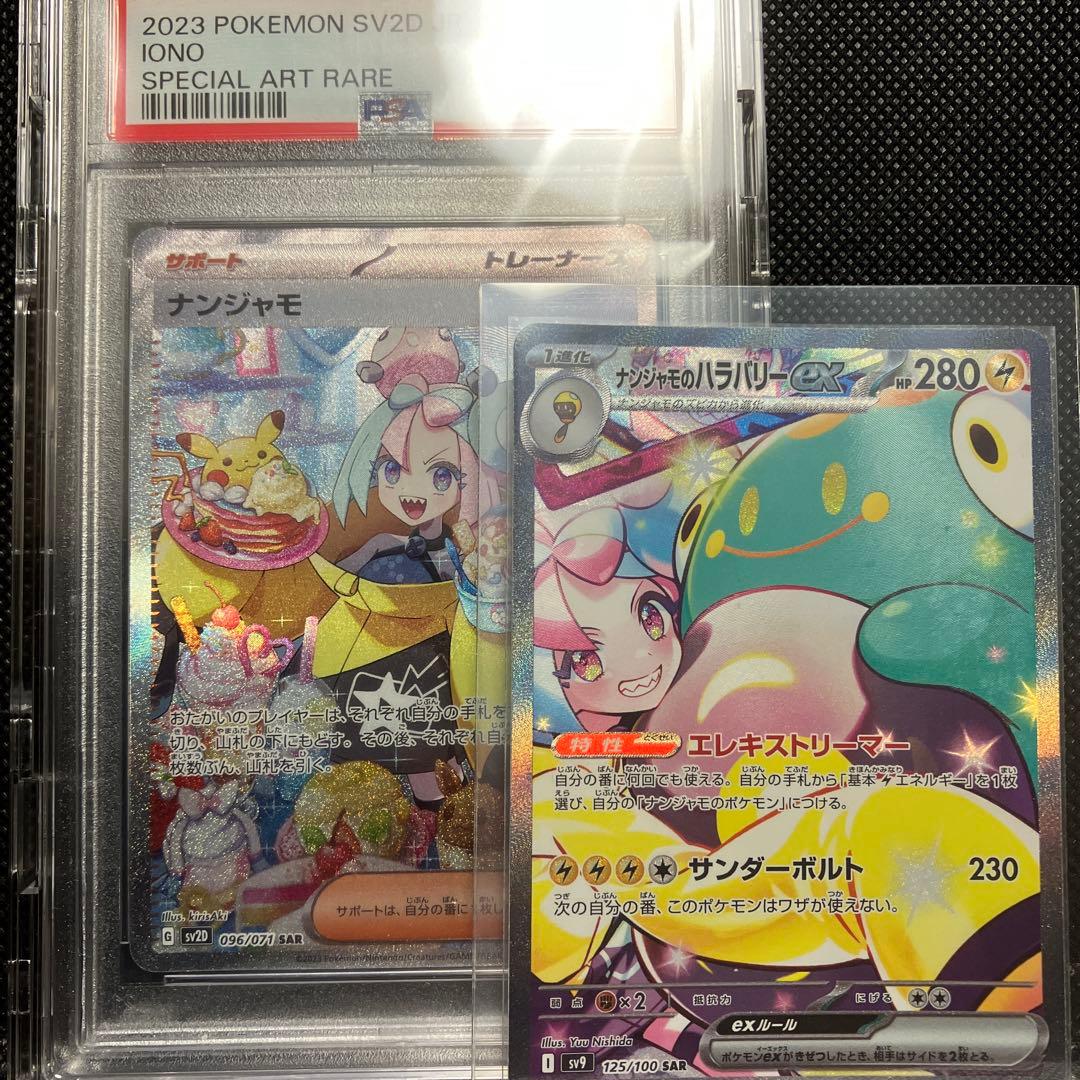 2023 POKEMON SV2D
IONO
SPECIAL ART RARE
PSA
サポート
トレーナーズ
ナンジャモ
おたがいのプレイヤーは、それぞれ自分の手札を
切り、山札の下にもどす。その後、それぞれ自
枚数ぶん、山札を引く。
サポートは、自分の番に1枚し
Illus. kirisAki
G SV2D 096/071 SAR
©2023 Pokémon/Nintendo/Creatures/GAME
1進化
ナンジャモのハラバリーex
HP 280
ナンジャモのズピカから進化
特性 とくせい エレキストリーマー
自分の番に何回でも使える。自分の手札から「基本エネルギー」を1枚
選び、自分の「ナンジャモのポケモン」につける。
サンダーボルト 230
次の自分の番、このポケモンはワザが使えない。
弱点 ×2 抵抗力 にげる
exルール
ポケモンexがきぜつしたとき、相手はサイドを2枚とる。
Illus. Yuu Nishida
I sv9 125/100 SAR